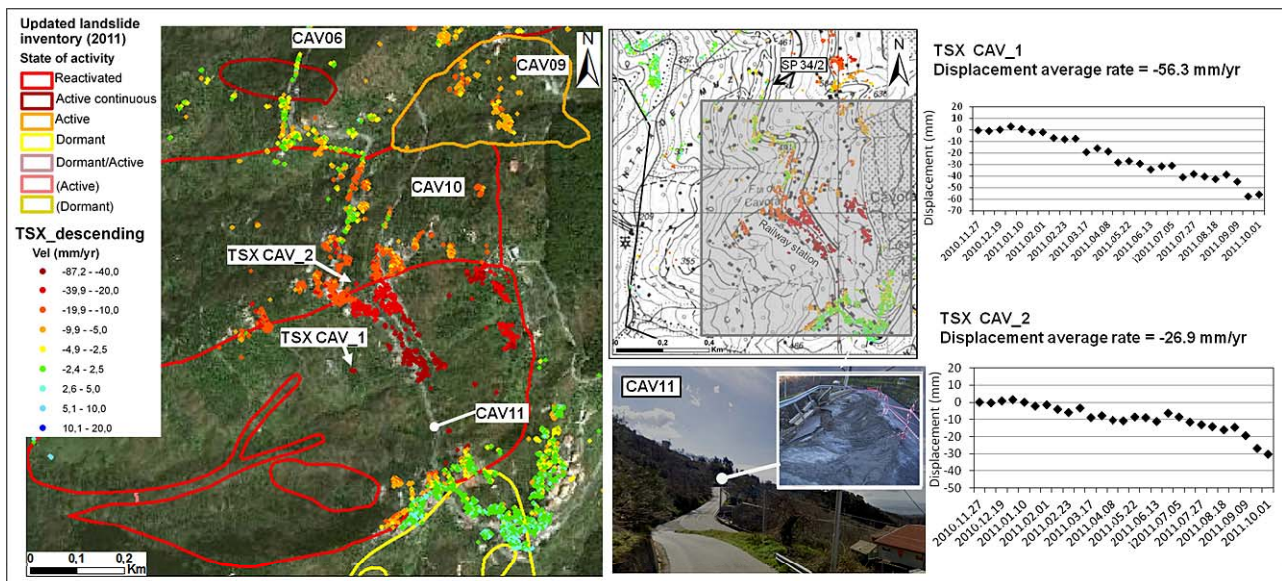 Updated landslide
inventory (2011)
State of activity
Reactivated
Active continuous
Active
Dormant
Dormant/Active
(Active)
(Dormant)
TSX_descending
Vel (mm/yr)
-87,2 - -40,0
-39,9 - -20,0
-19,9 - -10,0
-9,9 - -5,0
-4,9 - -2,5
-2,4 - 2,5
2,6 - 5,0
5,1 - 10,0
10,1 - 20,0
0 0,1 0,2
Km
CAV06
N
CAV09
CAV10
TSX CAV_2
TSX CAV_1
CAV11
N
461
SP 34/2
257
638
321
209
Railway station
355
0 0,2 0,4
Km
CAV11
TSX CAV_1
Displacement average rate = -56.3 mm/yr
Displacement (mm)
20
10
0
-10
-20
-30
-40
-50
-60
-70
2010.11.27
2010.12.19
2011.01.10
2011.02.01
2011.02.23
2011.03.17
2011.04.08
2011.05.22
2011.06.13
2011.07.05
2011.07.27
2011.08.18
2011.09.09
2011.10.01
TSX CAV_2
Displacement average rate = -26.9 mm/yr
Displacement (mm)
20
10
0
-10
-20
-30
-40
-50
2010.11.27
2010.12.19
2011.01.10
2011.02.01
2011.02.23
2011.03.17
2011.04.08
2011.05.22
2011.06.13
2011.07.05
2011.07.27
2011.08.18
2011.09.09
2011.10.01